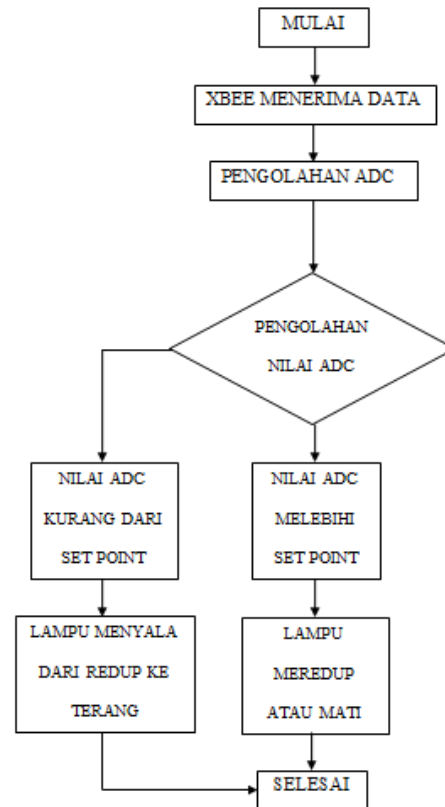 MULAI
XBEE MENERIMA DATA
PENGOLAHAN ADC
PENGOLAHAN
NILAI ADC
NILAI ADC
KURANG DARI
SET POINT
NILAI ADC
MELEBIHI
SET POINT
LAMPU MENYALA
DARI REDUP KE
TERANG
LAMPU
MEREDUP
ATAU MATI
SELESAI